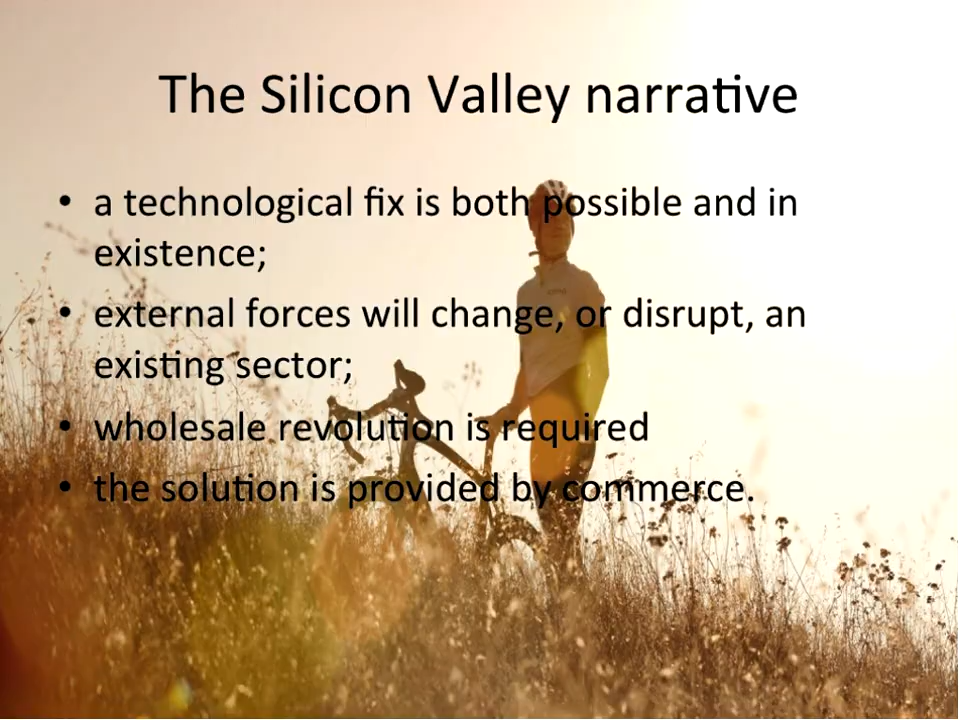 The Silicon Valley narrative
• a technological fix is both possible and in
existence;
• external forces will change, or disrupt, an
existing sector;
• wholesale revolution is required
• the solution is provided by commerce.